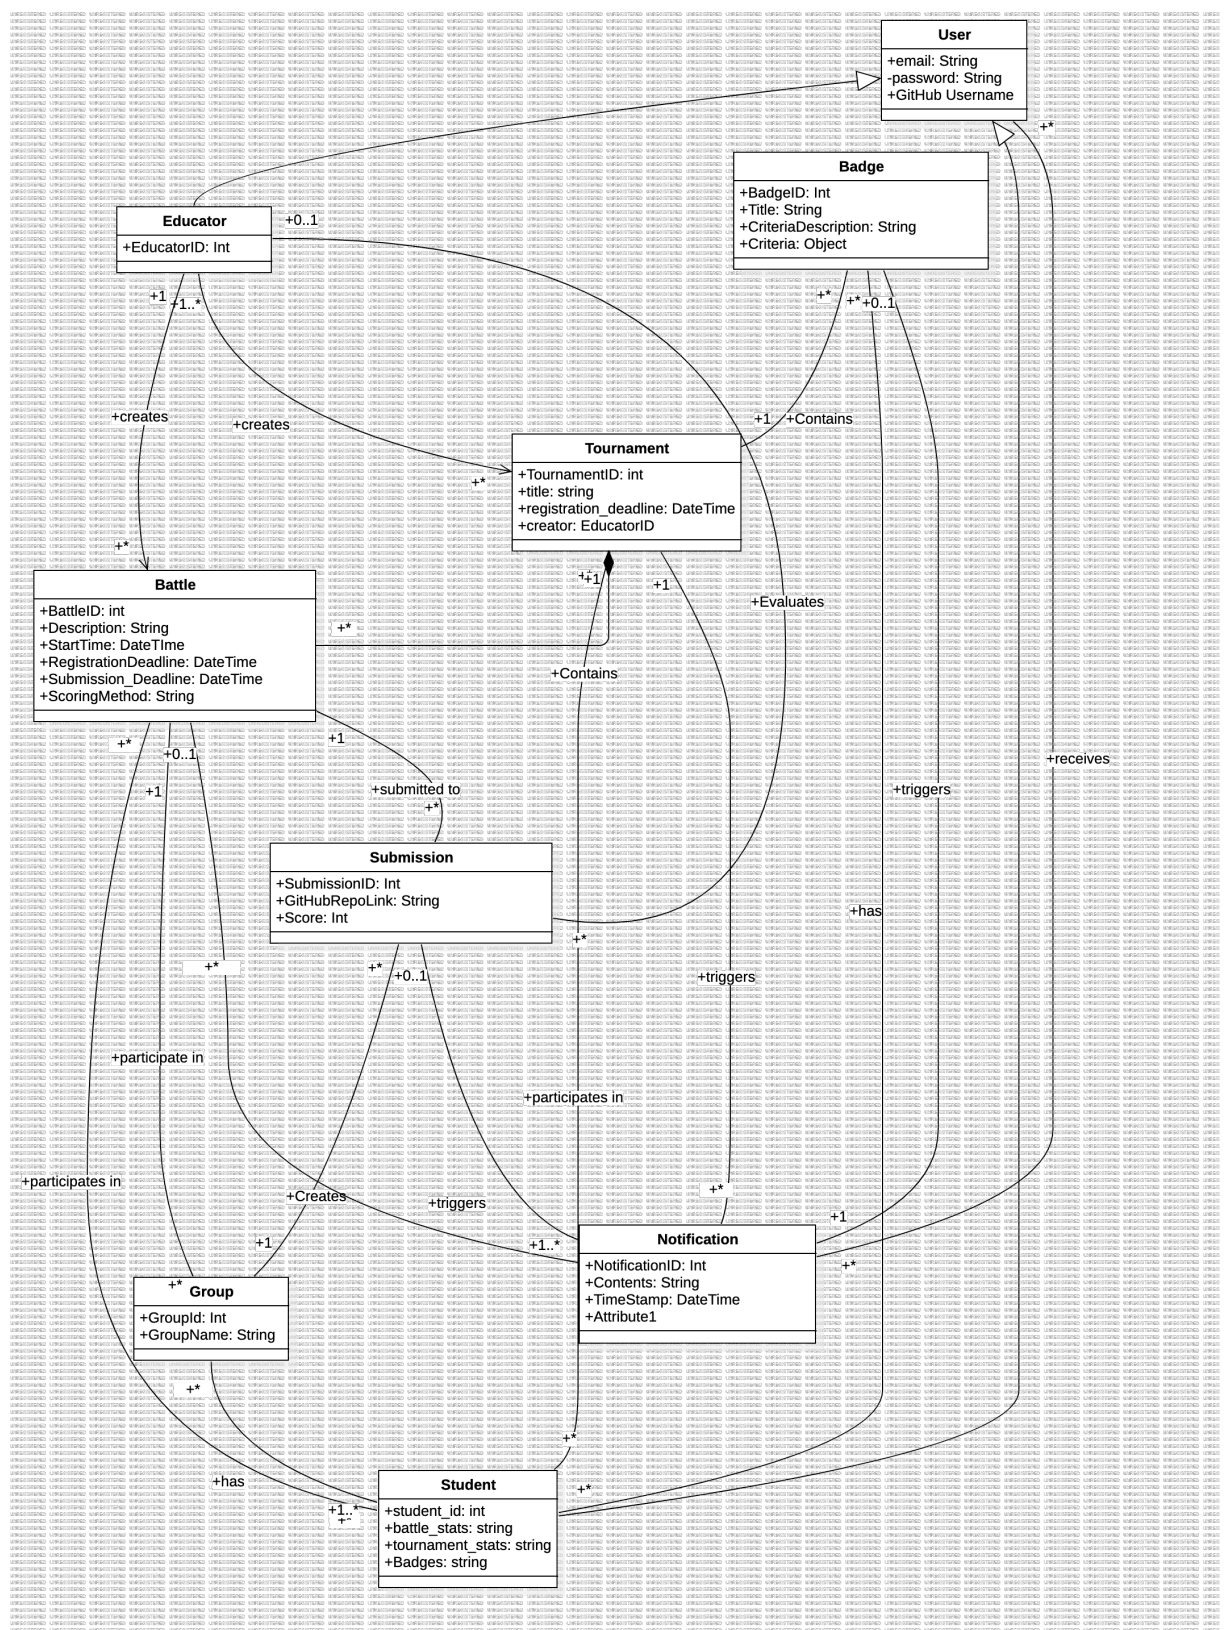 User
+email: String
-password: String
+GitHub Username
+*
Badge
+BadgeID: Int
+Title: String
+CriteriaDescription: String
+Criteria: Object
Educator
+EducatorID: Int
+0..1
+1
+1..*
+*
+*
+0..1
+creates
+creates
+1
+Contains
Tournament
+TournamentID: int
+title: string
+registration_deadline: DateTime
+creator: EducatorID
+*
+*
Battle
+BattleID: int
+Description: String
+StartTime: DateTIme
+RegistrationDeadline: DateTime
+Submission_Deadline: DateTime
+ScoringMethod: String
+1
+1
+Evaluates
+*
+Contains
+*
+0..1
+1
+1
+receives
+submitted to
+*
+triggers
Submission
+SubmissionID: Int
+GitHubRepoLink: String
+Score: Int
+has
+*
+*
+*
+0..1
+triggers
+participate in
+participates in
+participates in
+Creates
+triggers
+*
+1
+1
+1..*
+*
Notification
+NotificationID: Int
+Contents: String
+TimeStamp: DateTime
+Attribute1
+*
Group
+GroupId: Int
+GroupName: String
+*
+*
+has
+*
Student
+student_id: int
+battle_stats: string
+tournament_stats: string
+Badges: string
+1..*